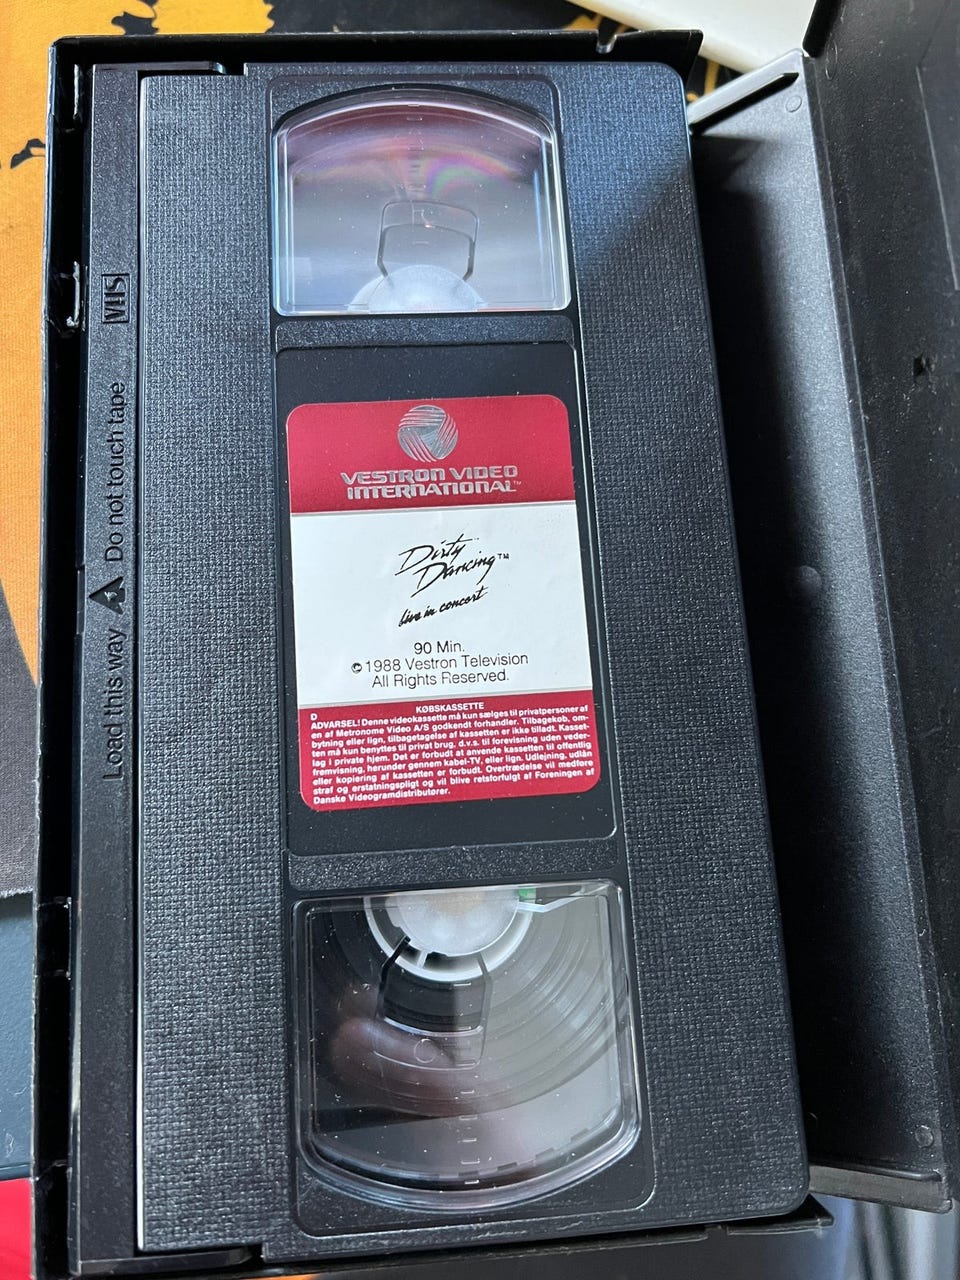 VHS
Load this way Do not touch tape
VESTRON VIDEO
INTERNATIONAL™
Dirty
Dancing™
live in concert
90 Min.
© 1988 Vestron Television
All Rights Reserved.
KØBSKASSETTE
D
ADVARSEL! Denne videokassette må kun sælges til privatpersoner af
en af Metronome Video A/S godkendt forhandler. Tilbagekøb, om-
bytning eller lign, tilbagetagelse af kassetten er ikke tilladt. Kasset-
ten må kun benyttes til privat brug, d.v.s. til forevisning uden veder-
lag i private hjem. Det er forbudt at anvende kassetten til offentlig
fremvisning, herunder gennem kabel-TV, eller lign. Udlejning, udlån
eller kopiering af kassetten er forbudt. Overtrædelse vil medføre
straf og erstatningspligt og vil blive retsforfulgt af Foreningen af
Danske Videogramdistributører.